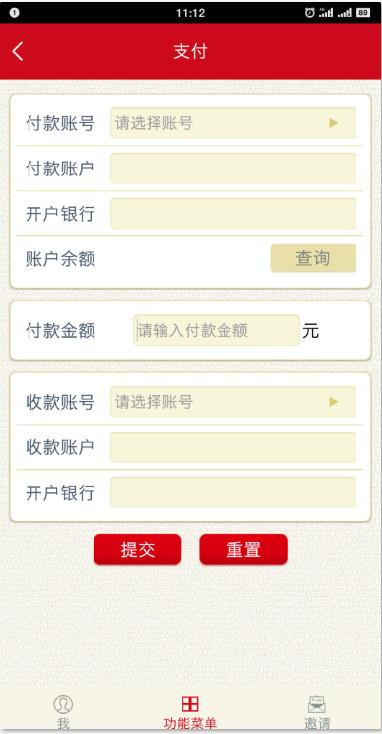 11:12
89
支付
付款账号 请选择账号
付款账户
开户银行
账户余额 查询
付款金额 请输入付款金额 元
收款账号 请选择账号
收款账户
开户银行
提交 重置
我 功能菜单 邀请